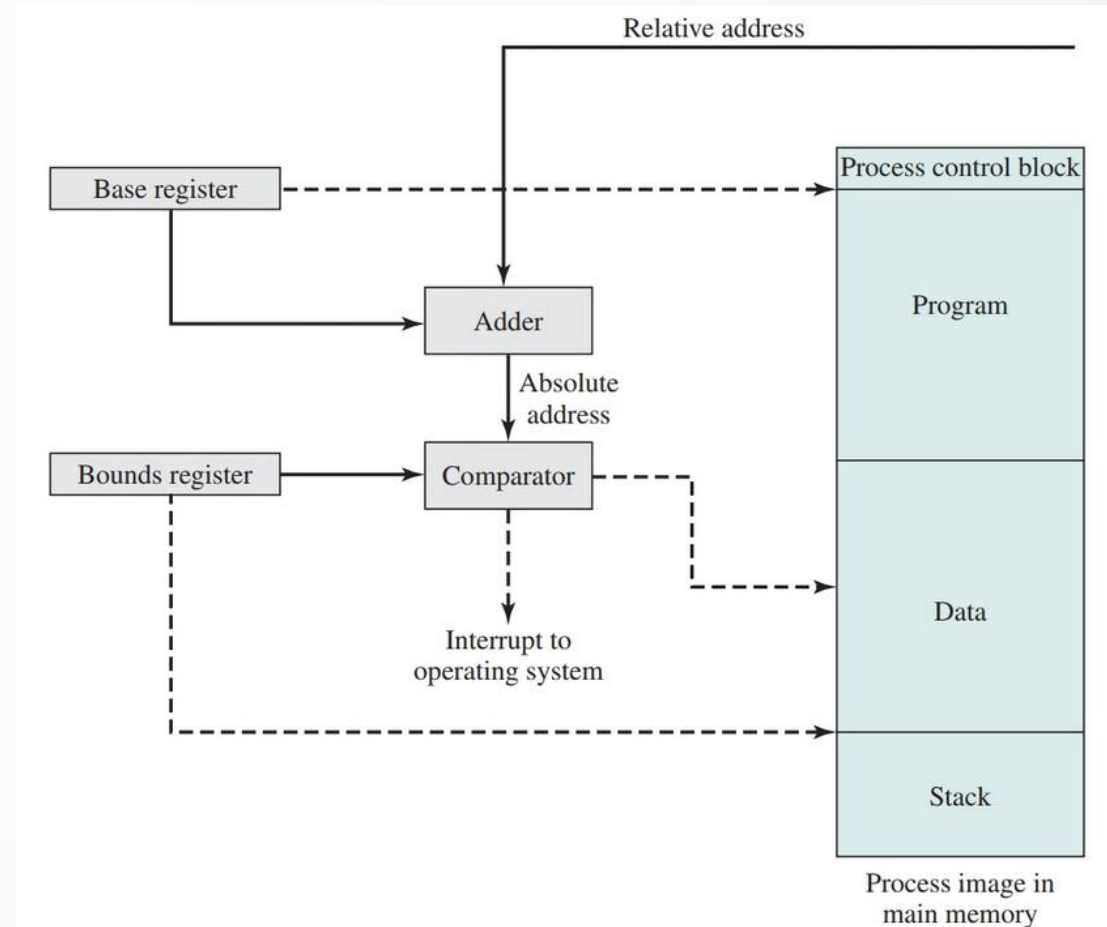 Relative address
Process control block
Base register
Program
Adder
Absolute
address
Bounds register
Comparator
Interrupt to
operating system
Data
Stack
Process image in
main memory